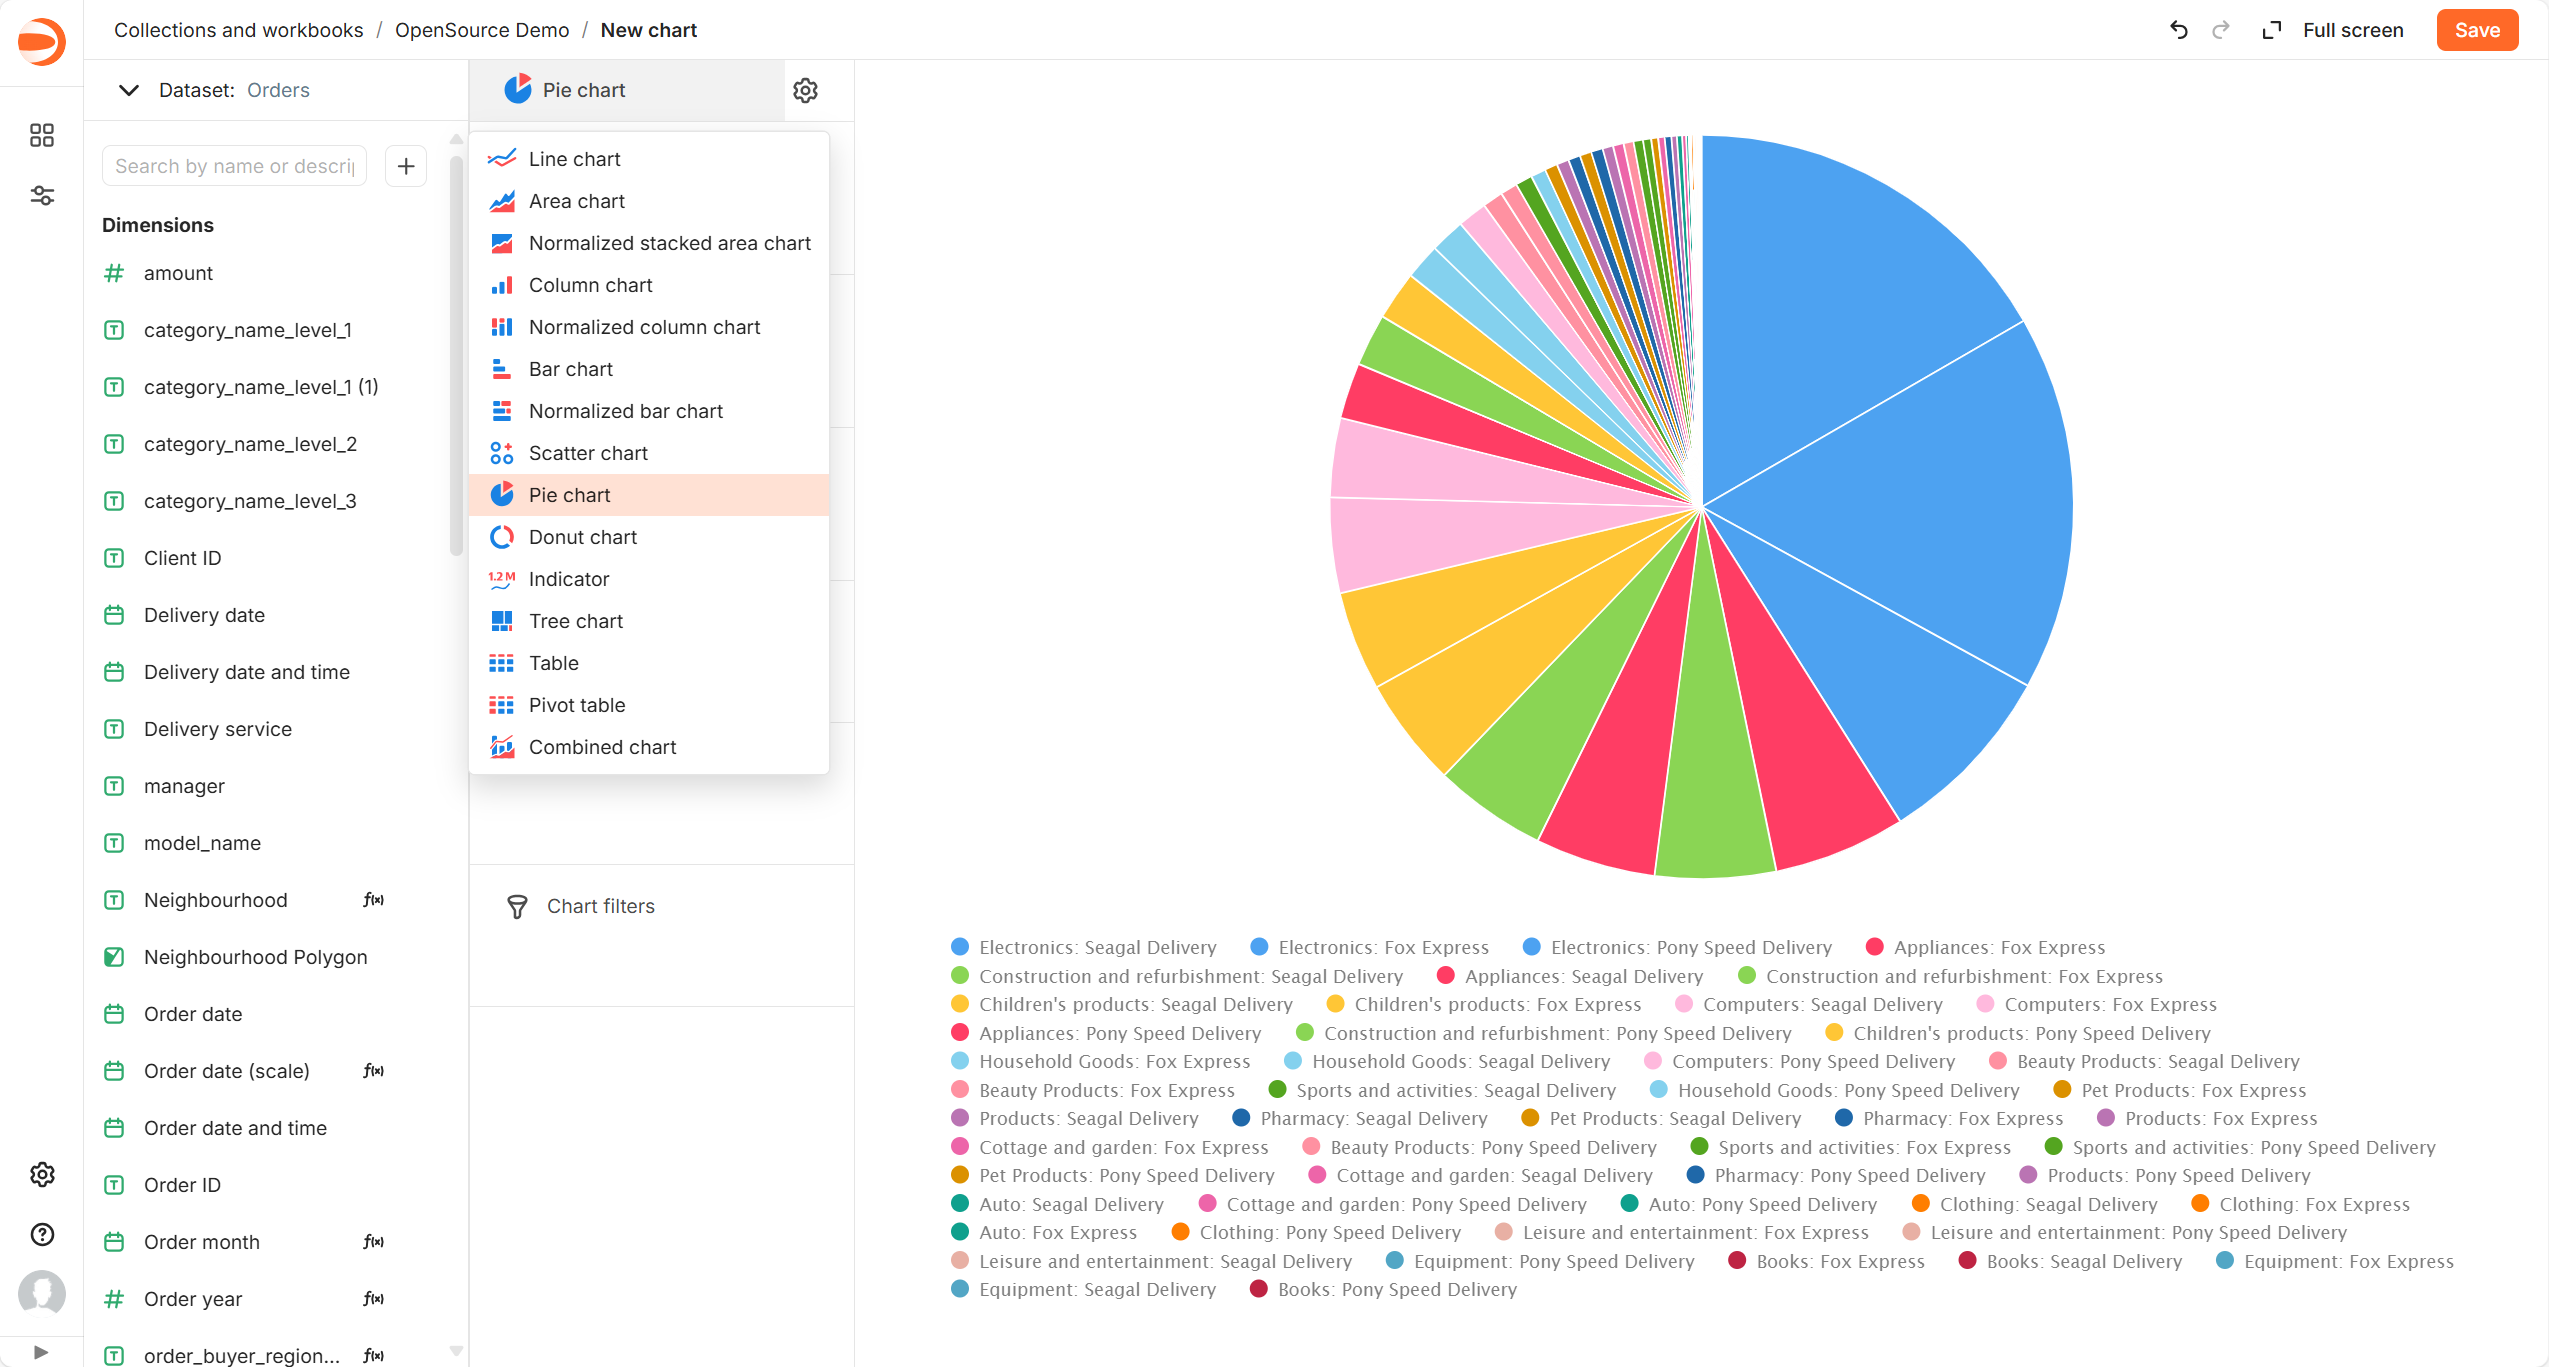 Collections and workbooks / OpenSource Demo / New chart
Full screen
Save
Dataset: Orders
Search by name or descrip
Dimensions
amount
category_name_level_1
category_name_level_1 (1)
category_name_level_2
category_name_level_3
Client ID
Delivery date
Delivery date and time
Delivery service
manager
model_name
Neighbourhood f(x)
Neighbourhood Polygon
Order date
Order date (scale) f(x)
Order date and time
Order ID
Order month f(x)
Order year f(x)
order_buyer_region... f(x)
Pie chart
Line chart
Area chart
Normalized stacked area chart
Column chart
Normalized column chart
Bar chart
Normalized bar chart
Scatter chart
Pie chart
Donut chart
1.2 M Indicator
Tree chart
Table
Pivot table
Combined chart
Chart filters
Electronics: Seagal Delivery Electronics: Fox Express Electronics: Pony Speed Delivery Appliances: Fox Express
Construction and refurbishment: Seagal Delivery Appliances: Seagal Delivery Construction and refurbishment: Fox Express
Children's products: Seagal Delivery Children's products: Fox Express Computers: Seagal Delivery Computers: Fox Express
Appliances: Pony Speed Delivery Construction and refurbishment: Pony Speed Delivery Children's products: Pony Speed Delivery
Household Goods: Fox Express Household Goods: Seagal Delivery Computers: Pony Speed Delivery Beauty Products: Seagal Delivery
Beauty Products: Fox Express Sports and activities: Seagal Delivery Household Goods: Pony Speed Delivery Pet Products: Fox Express
Products: Seagal Delivery Pharmacy: Seagal Delivery Pet Products: Seagal Delivery Pharmacy: Fox Express Products: Fox Express
Cottage and garden: Fox Express Beauty Products: Pony Speed Delivery Sports and activities: Fox Express Sports and activities: Pony Speed Delivery
Pet Products: Pony Speed Delivery Cottage and garden: Seagal Delivery Pharmacy: Pony Speed Delivery Products: Pony Speed Delivery
Auto: Seagal Delivery Cottage and garden: Pony Speed Delivery Auto: Pony Speed Delivery Clothing: Seagal Delivery Clothing: Fox Express
Auto: Fox Express Clothing: Pony Speed Delivery Leisure and entertainment: Fox Express Leisure and entertainment: Pony Speed Delivery
Leisure and entertainment: Seagal Delivery Equipment: Pony Speed Delivery Books: Fox Express Books: Seagal Delivery Equipment: Fox Express
Equipment: Seagal Delivery Books: Pony Speed Delivery